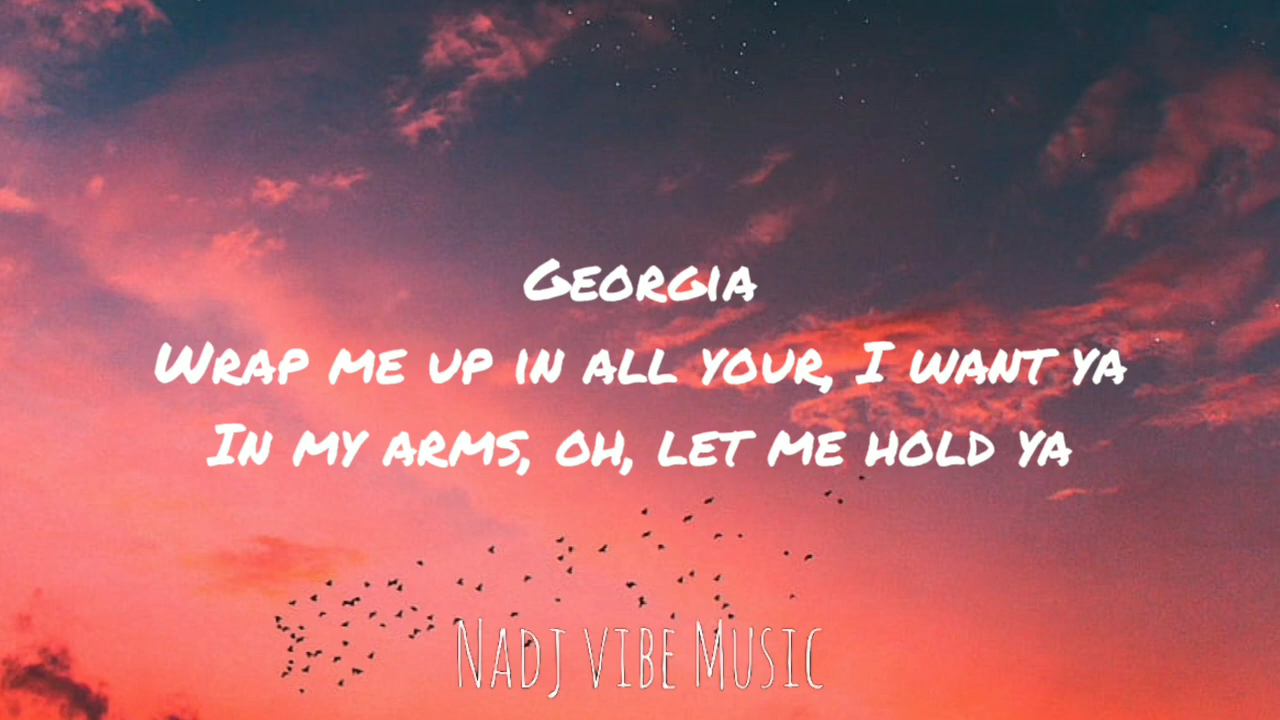 Georgia
Wrap me up in all your, I want ya
In my arms, oh, let me hold ya
Nadj vibe Music